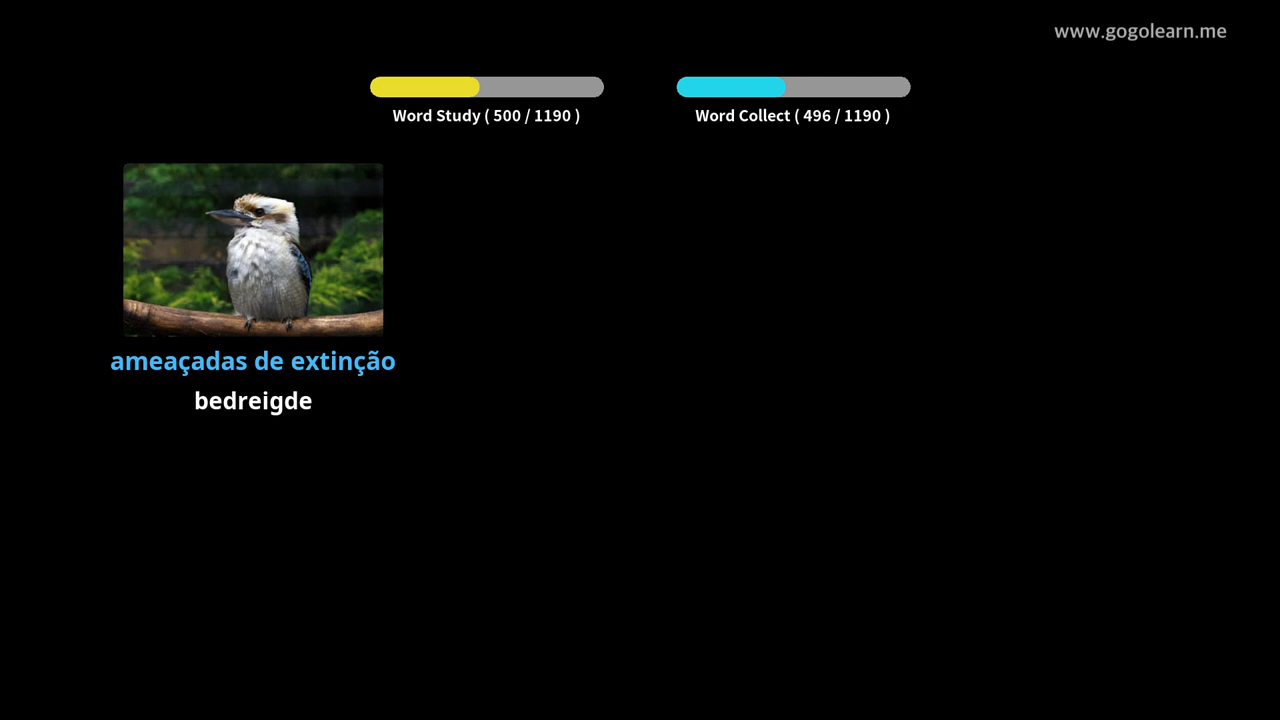 www.gogolearn.me
Word Study ( 500 / 1190 )
Word Collect ( 496 / 1190 )
ameaçadas de extinção
bedreigde